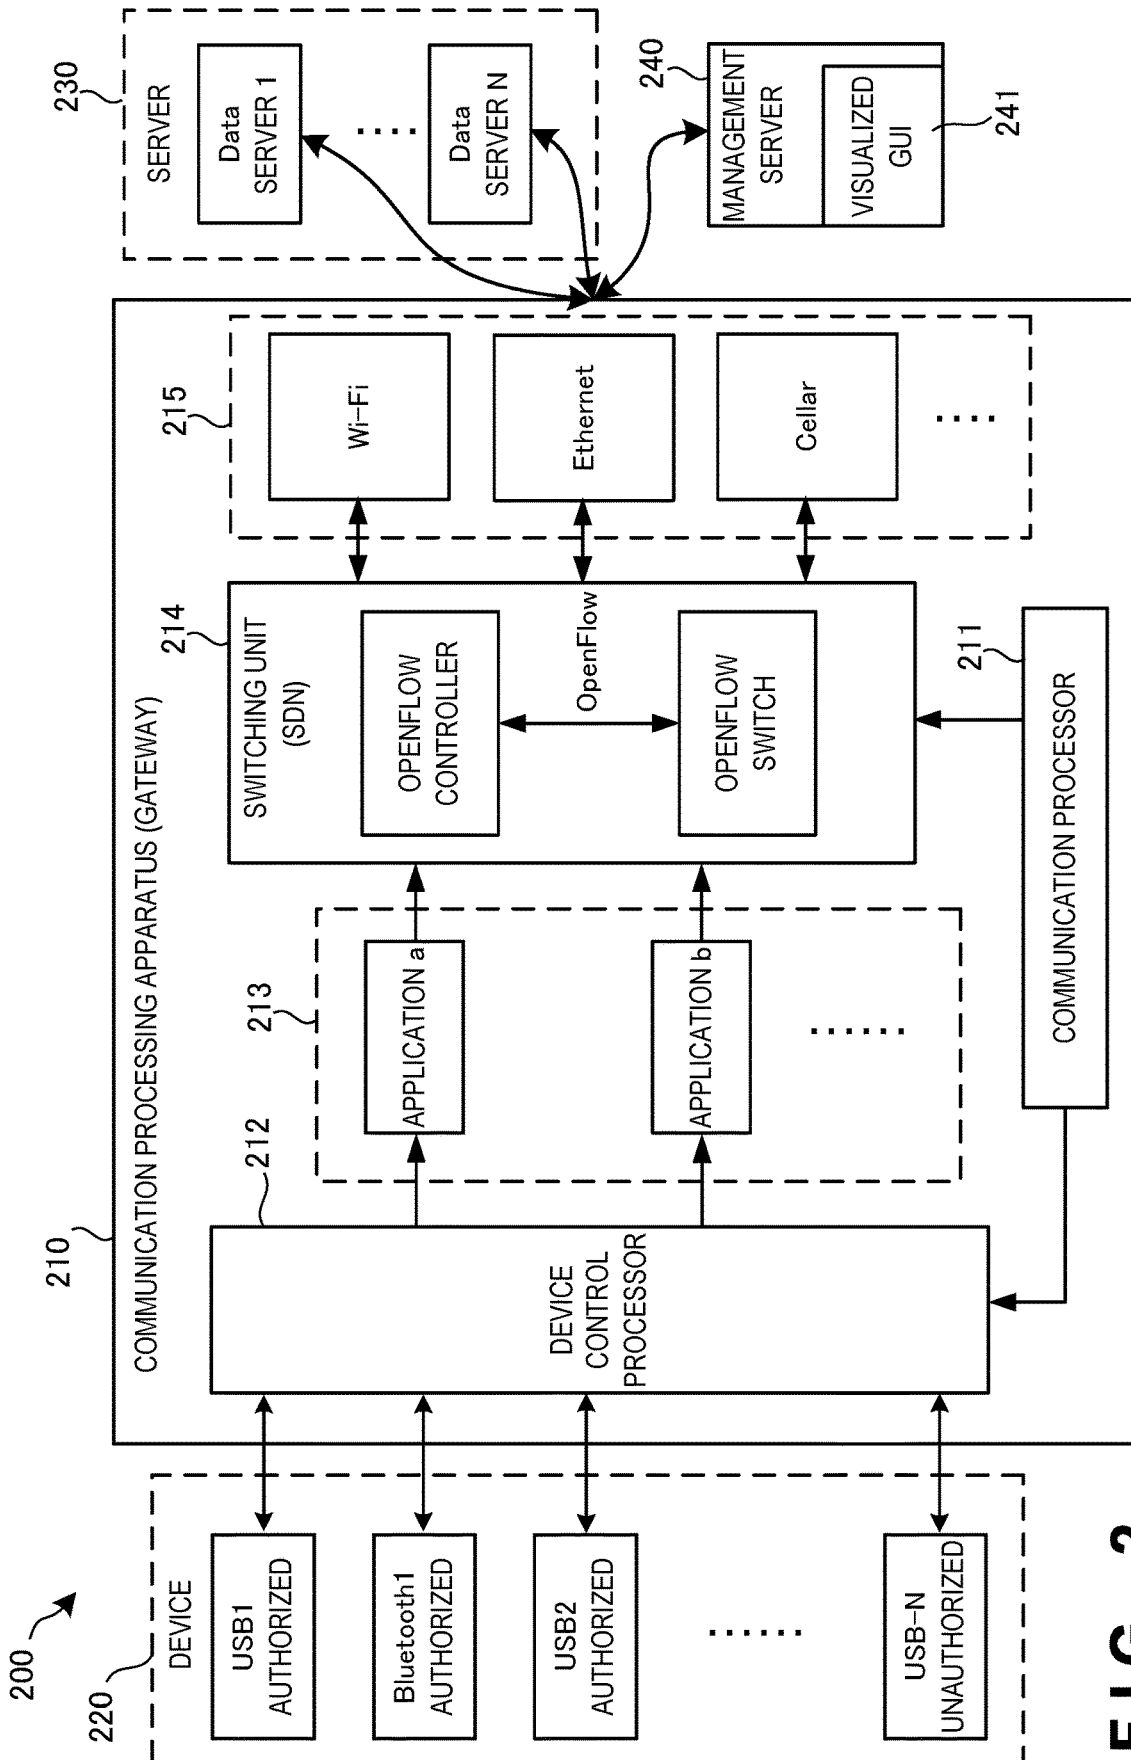 200
220
DEVICE
USB1
AUTHORIZED
Bluetooth1
AUTHORIZED
USB2
AUTHORIZED
......
USB-N
UNAUTHORIZED
210
COMMUNICATION PROCESSING APPARATUS (GATEWAY)
212
DEVICE
CONTROL
PROCESSOR
213
APPLICATION a
APPLICATION b
......
214
SWITCHING UNIT
(SDN)
OPENFLOW
CONTROLLER
OpenFlow
OPENFLOW
SWITCH
211
COMMUNICATION PROCESSOR
215
Wi-Fi
Ethernet
Cellar
....
230
SERVER
Data
SERVER 1
....
Data
SERVER N
240
MANAGEMENT
SERVER
VISUALIZED
GUI
241
FIG. 2